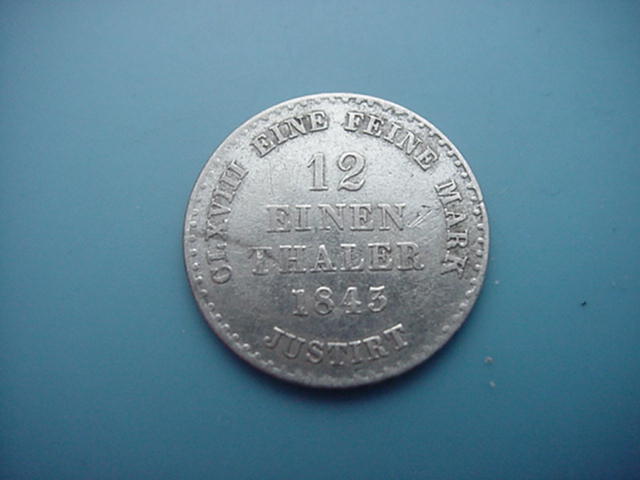 CLXVIII EINE FEINE MARK
12
EINEN
THALER
1843
JUSTIRT